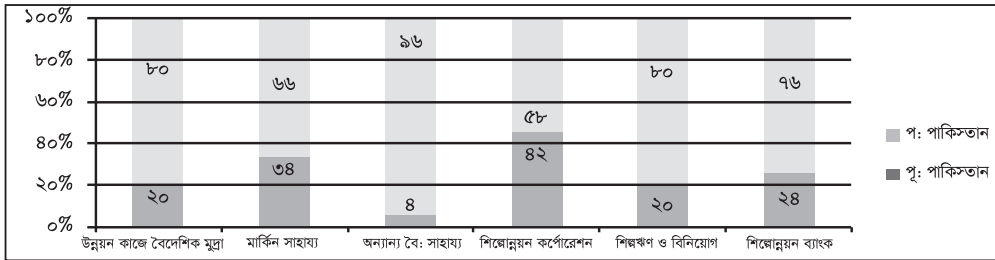 ১০০%
৮০%
৬০%
৪০%
২০%
০%
৮০ ৬৬ ৯৬ ৫৮ ৮০ ৭৬
২০ ৩৪ ৪ ৪২ ২০ ২৪
উন্নয়ন কাজে বৈদেশিক মুদ্রা মার্কিন সাহায্য অন্যান্য বৈ: সাহায্য শিল্পোন্নয়ন কর্পোরেশন শিল্পঋণ ও বিনিয়োগ শিল্পোন্নয়ন ব্যাংক
প: পাকিস্তান
পূ: পাকিস্তান